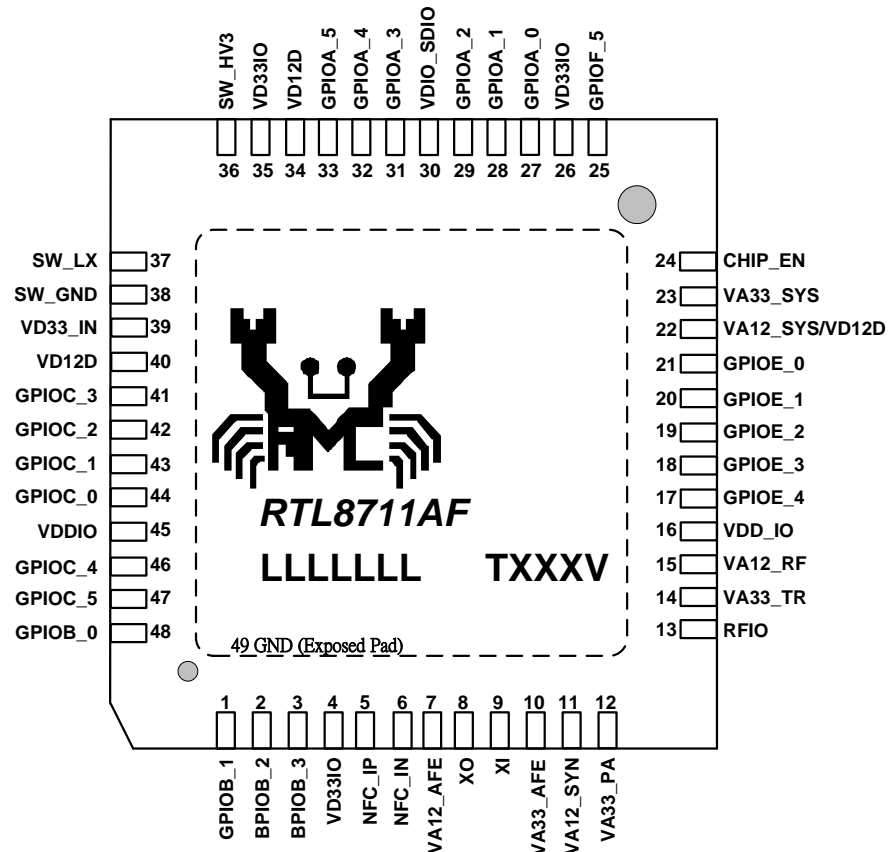 SW_HV3
VD33IO
VD12D
GPIOA_5
GPIOA_4
GPIOA_3
VDIO_SDIO
GPIOA_2
GPIOA_1
GPIOA_0
VD33IO
GPIOF_5
36 35 34 33 32 31 30 29 28 27 26 25
SW_LX 37
SW_GND 38
VD33_IN 39
VD12D 40
GPIOC_3 41
GPIOC_2 42
GPIOC_1 43
GPIOC_0 44
VDDIO 45
GPIOC_4 46
GPIOC_5 47
GPIOB_0 48
24 CHIP_EN
23 VA33_SYS
22 VA12_SYS/VD12D
21 GPIOE_0
20 GPIOE_1
19 GPIOE_2
18 GPIOE_3
17 GPIOE_4
16 VDD_IO
15 VA12_RF
14 VA33_TR
13 RFIO
RTL8711AF
LLLLLLL TXXXV
49 GND (Exposed Pad)
1 2 3 4 5 6 7 8 9 10 11 12
GPIOB_1
BPIOB_2
BPIOB_3
VD33IO
NFC_IP
NFC_IN
VA12_AFE
XO
XI
VA33_AFE
VA12_SYN
VA33_PA